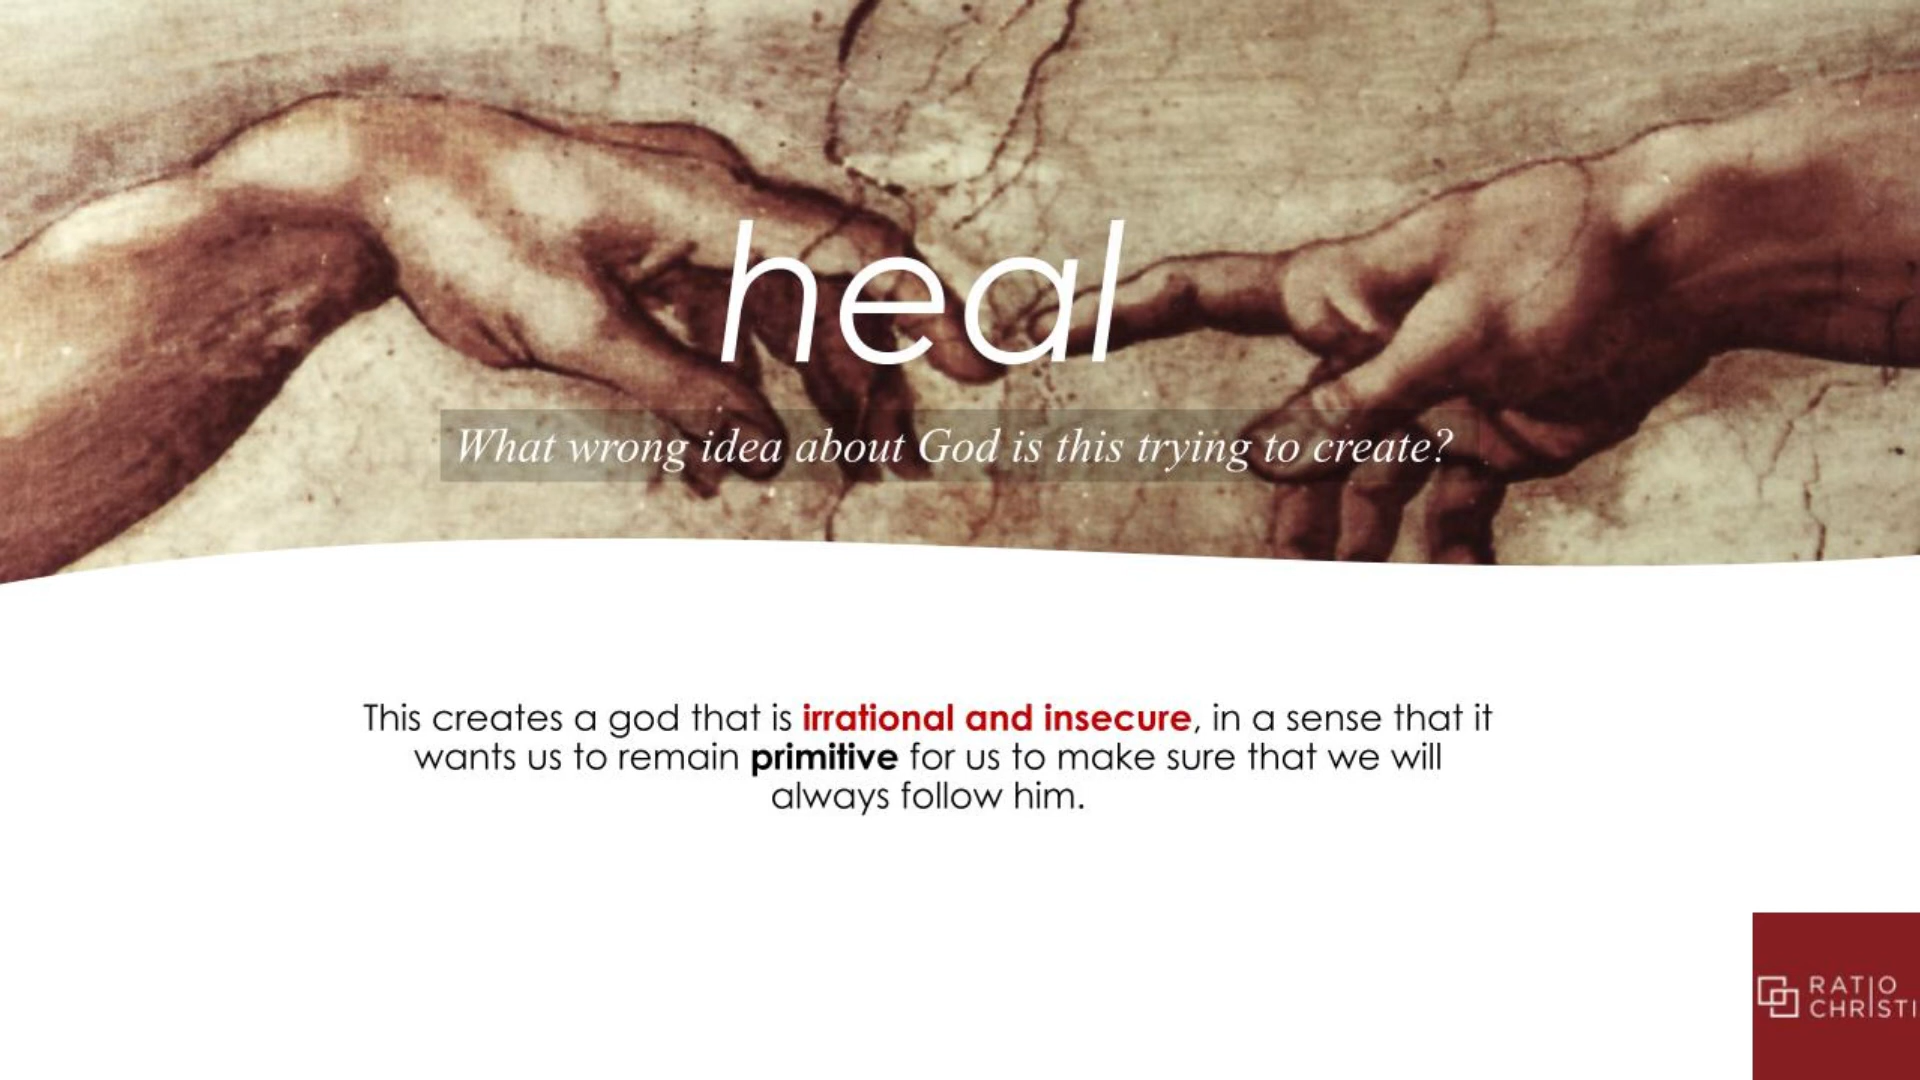 heal
What wrong idea about God is this trying to create?
This creates a god that is irrational and insecure, in a sense that it
wants us to remain primitive for us to make sure that we will
always follow him.
RATIO
CHRISTI